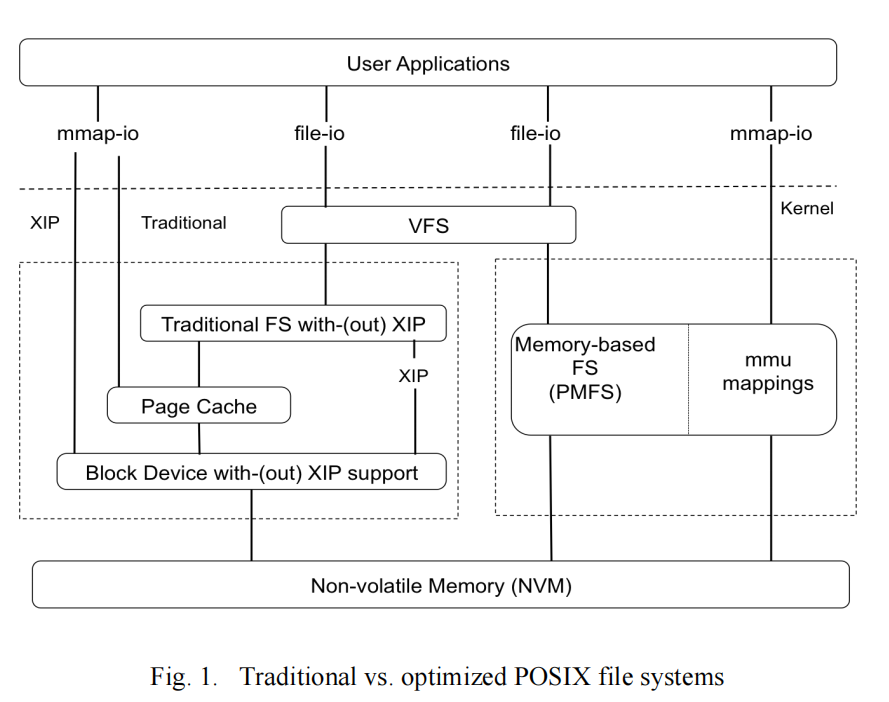 User Applications
mmap-io
file-io
file-io
mmap-io
XIP
Traditional
VFS
Kernel
Traditional FS with-(out) XIP
XIP
Page Cache
Block Device with-(out) XIP support
Memory-based
FS
(PMFS)
mmu
mappings
Non-volatile Memory (NVM)
Fig. 1. Traditional vs. optimized POSIX file systems